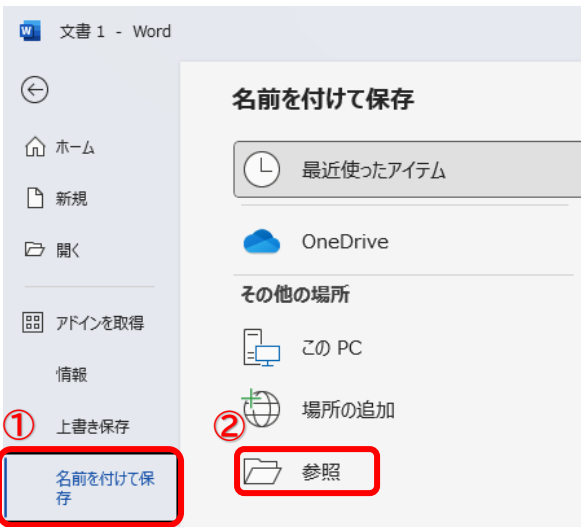 文書 1 - Word
名前を付けて保存
ホーム
新規
開く
アドインを取得
情報
上書き保存
名前を付けて保
存
最近使ったアイテム
OneDrive
その他の場所
この PC
場所の追加
参照
①
②